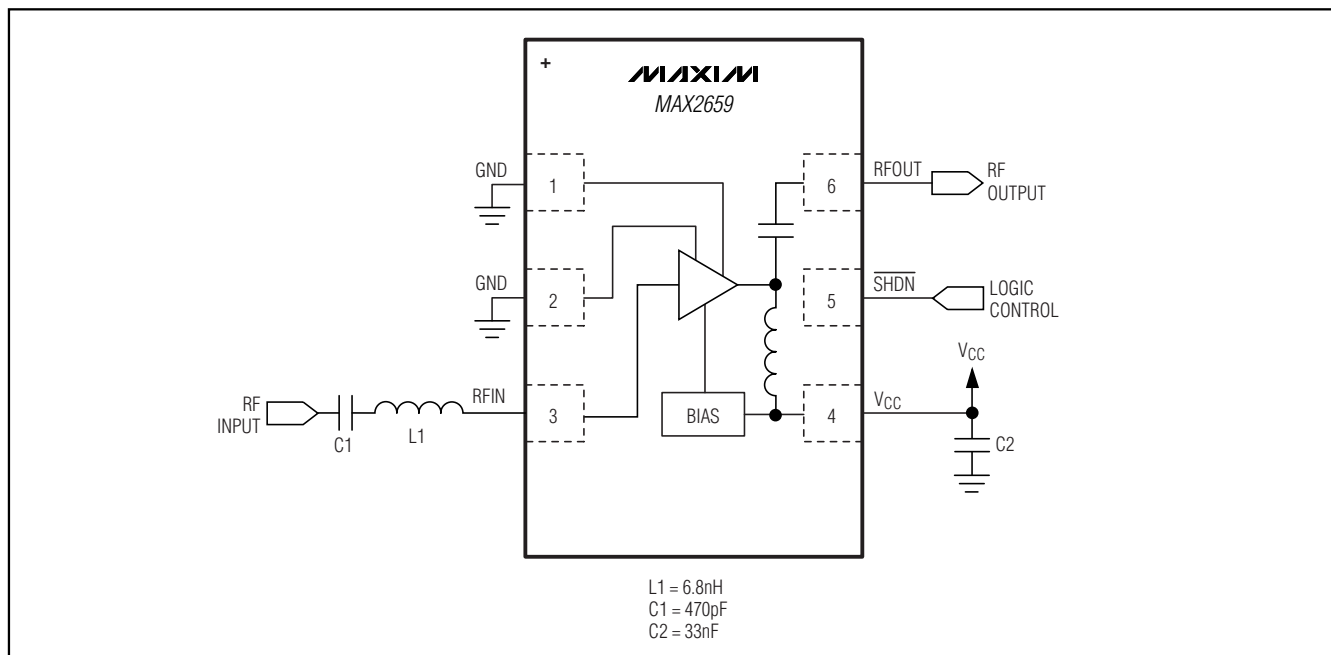 +
MAXIM
MAX2659
GND
1
6
RFOUT
RF
OUTPUT
GND
2
5
SHDN
LOGIC
CONTROL
RF
INPUT
C1
L1
RFIN
3
BIAS
4
VCC
VCC
C2
L1 = 6.8nH
C1 = 470pF
C2 = 33nF